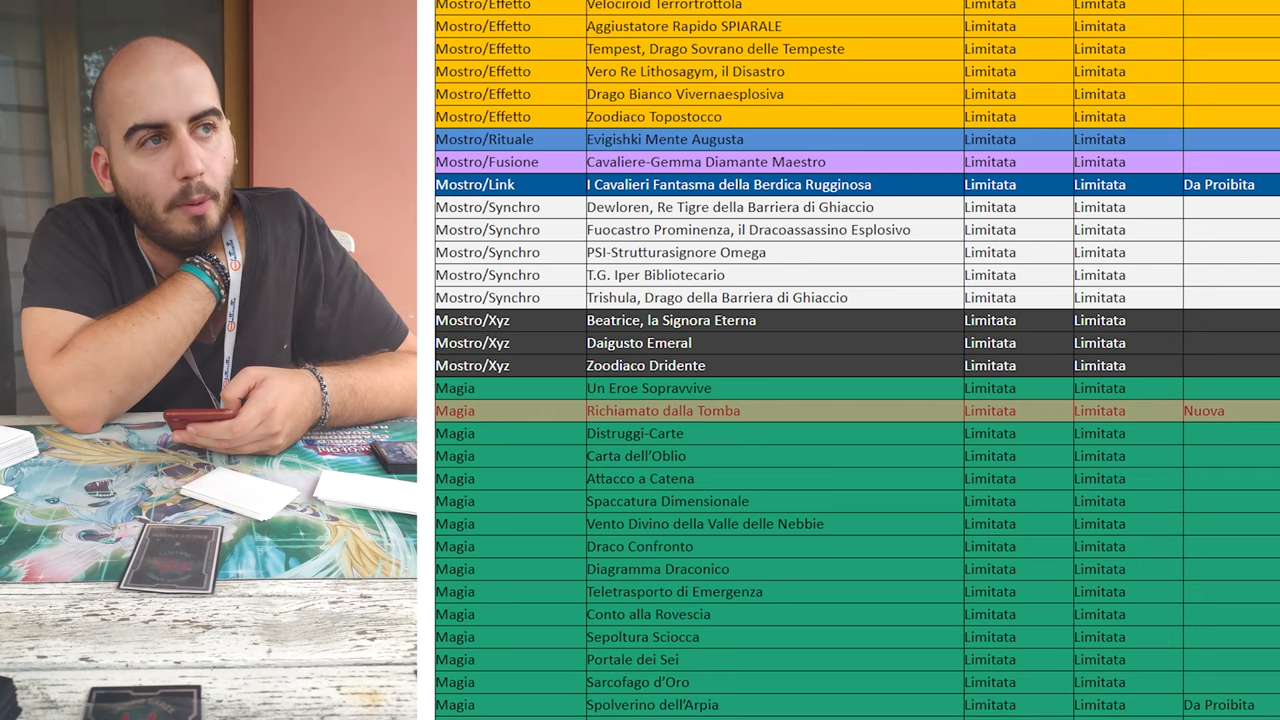 Mostro/Effetto Velociroid Terrortrottola Limitata Limitata
Mostro/Effetto Aggiustatore Rapido SPIARALE Limitata Limitata
Mostro/Effetto Tempest, Drago Sovrano delle Tempeste Limitata Limitata
Mostro/Effetto Vero Re Lithosagym, il Disastro Limitata Limitata
Mostro/Effetto Drago Bianco Vivernaesplosiva Limitata Limitata
Mostro/Effetto Zoodiaco Topostocco Limitata Limitata
Mostro/Rituale Evigishki Mente Augusta Limitata Limitata
Mostro/Fusione Cavaliere-Gemma Diamante Maestro Limitata Limitata
Mostro/Link I Cavalieri Fantasma della Berdica Rugginosa Limitata Limitata Da Proibita
Mostro/Synchro Dewloren, Re Tigre della Barriera di Ghiaccio Limitata Limitata
Mostro/Synchro Fuocastro Prominenza, il Dracoassassino Esplosivo Limitata Limitata
Mostro/Synchro PSI-Strutturasignore Omega Limitata Limitata
Mostro/Synchro T.G. Iper Bibliotecario Limitata Limitata
Mostro/Synchro Trishula, Drago della Barriera di Ghiaccio Limitata Limitata
Mostro/Xyz Beatrice, la Signora Eterna Limitata Limitata
Mostro/Xyz Daigusto Emeral Limitata Limitata
Mostro/Xyz Zoodiaco Dridente Limitata Limitata
Magia Un Eroe Sopravvive Limitata Limitata
Magia Richiamato dalla Tomba Limitata Limitata Nuova
Magia Distruggi-Carte Limitata Limitata
Magia Carta dell'Oblio Limitata Limitata
Magia Attacco a Catena Limitata Limitata
Magia Spaccatura Dimensionale Limitata Limitata
Magia Vento Divino della Valle delle Nebbie Limitata Limitata
Magia Draco Confronto Limitata Limitata
Magia Diagramma Draconico Limitata Limitata
Magia Teletrasporto di Emergenza Limitata Limitata
Magia Conto alla Rovescia Limitata Limitata
Magia Sepoltura Sciocca Limitata Limitata
Magia Portale dei Sei Limitata Limitata
Magia Sarcofago d'Oro Limitata Limitata
Magia Spolverino dell'Arpia Limitata Limitata Da Proibita